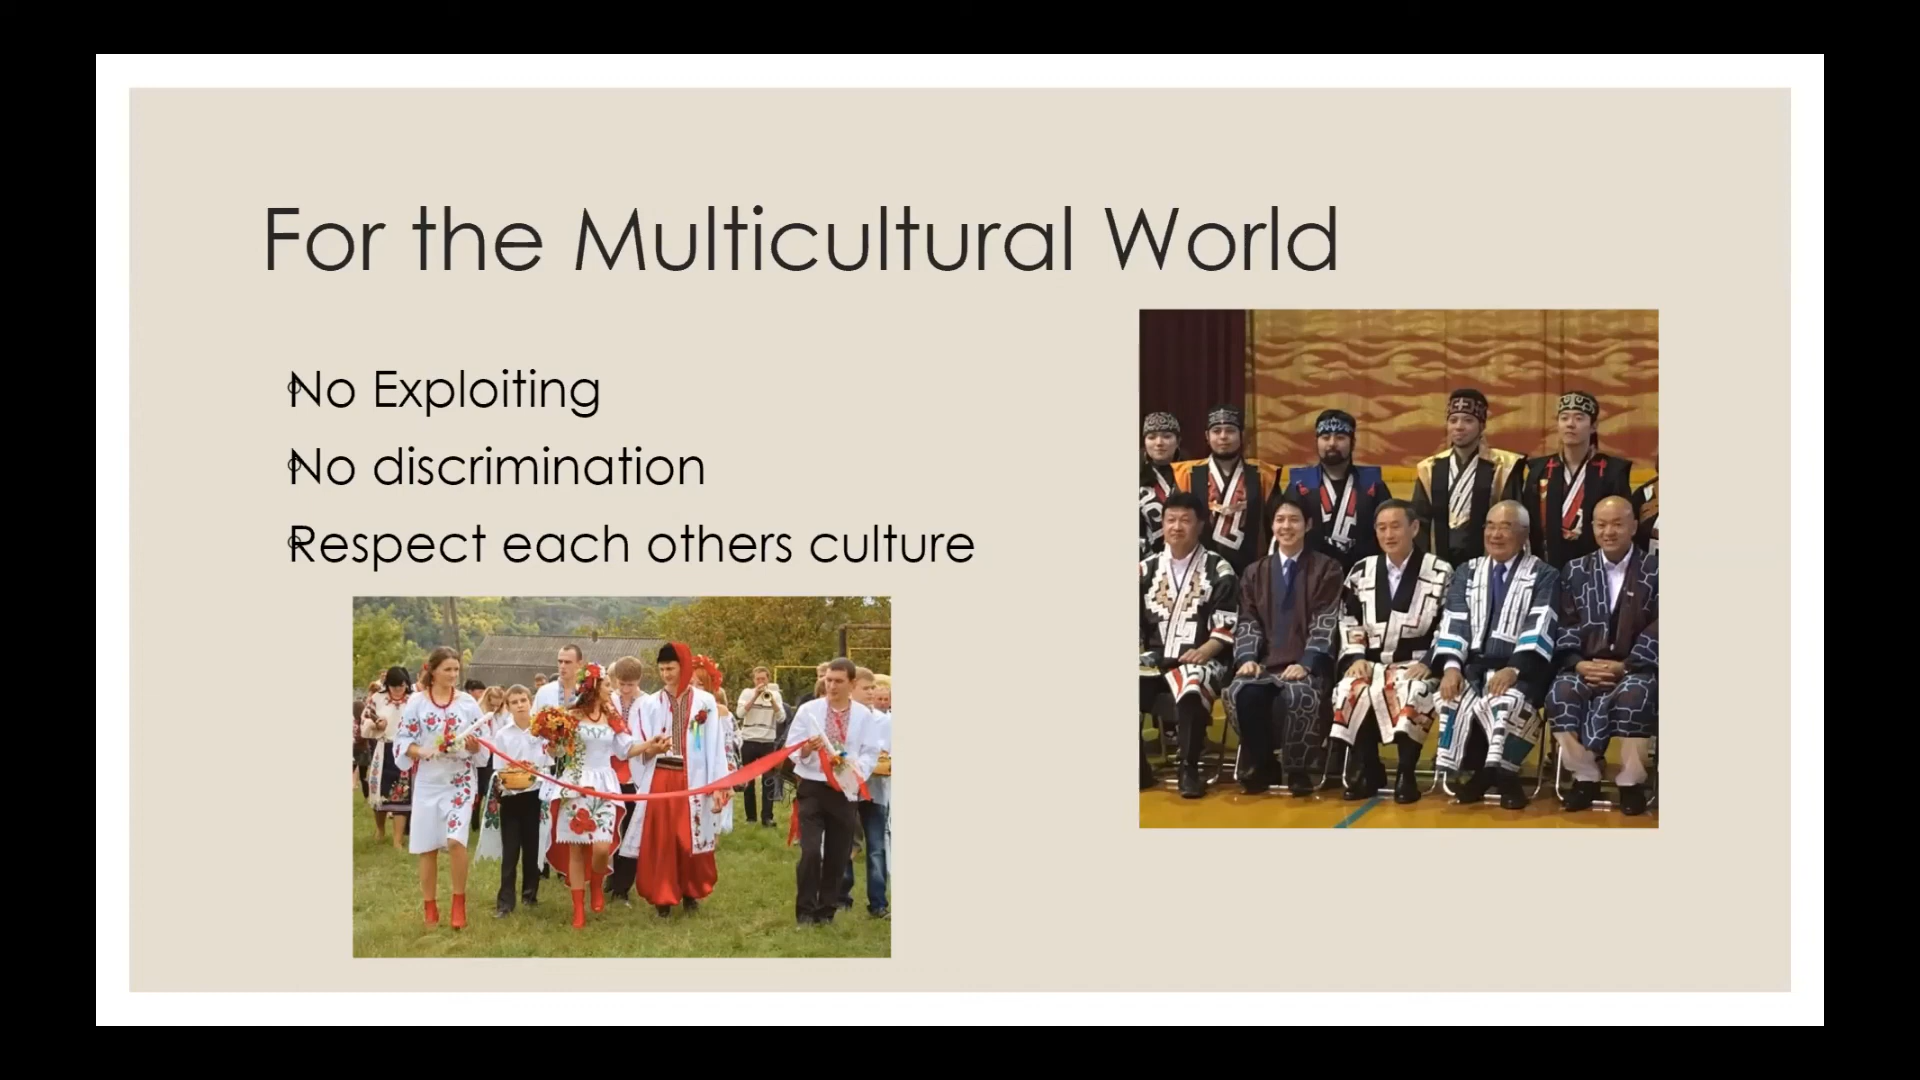 For the Multicultural World
No Exploiting
No discrimination
Respect each others culture